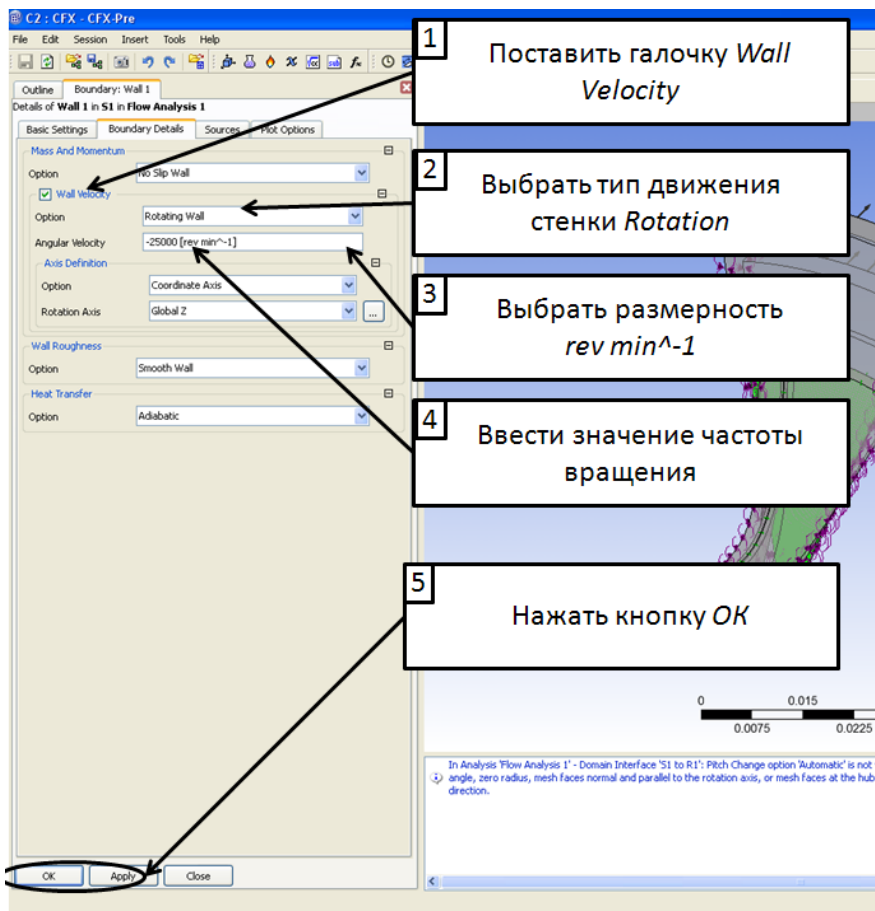 C2 : CFX - CFX-Pre
File Edit Session Insert Tools Help
Outline Boundary: Wall 1
Details of Wall 1 in S1 in Flow Analysis 1
Basic Settings Boundary Details Sources Plot Options
Mass And Momentum
Option No Slip Wall
Wall Velocity
Option Rotating Wall
Angular Velocity -25000 [rev min^-1]
Axis Definition
Option Coordinate Axis
Rotation Axis Global Z ...
Wall Roughness
Option Smooth Wall
Heat Transfer
Option Adiabatic
OK Apply Close
1
Поставить галочку Wall
Velocity
2
Выбрать тип движения
стенки Rotation
3
Выбрать размерность
rev min^-1
4
Ввести значение частоты
вращения
5
Нажать кнопку ОК
0 0.015
0.0075 0.0225
In Analysis 'Flow Analysis 1' - Domain Interface 'S1 to R1': Pitch Change option 'Automatic' is not
angle, zero radius, mesh faces normal and parallel to the rotation axis, or mesh faces at the hub
direction.